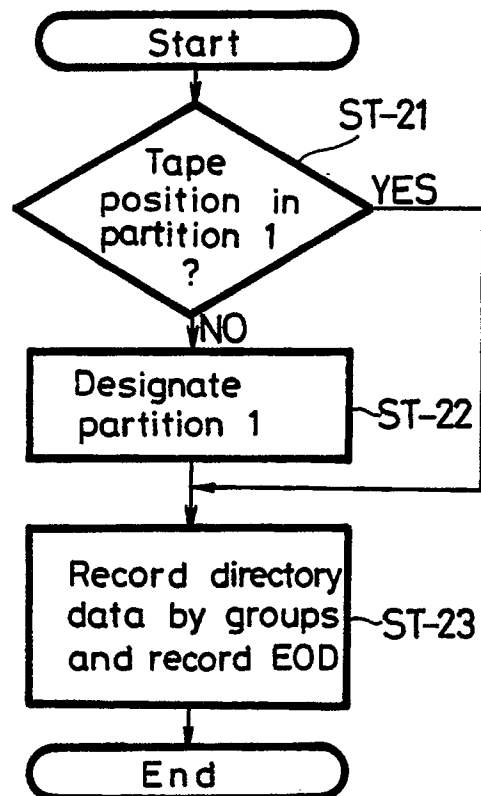 Start
ST-21
Tape
position in
partition 1
?
YES
NO
Designate
partition 1
ST-22
Record directory
data by groups
and record EOD
ST-23
End